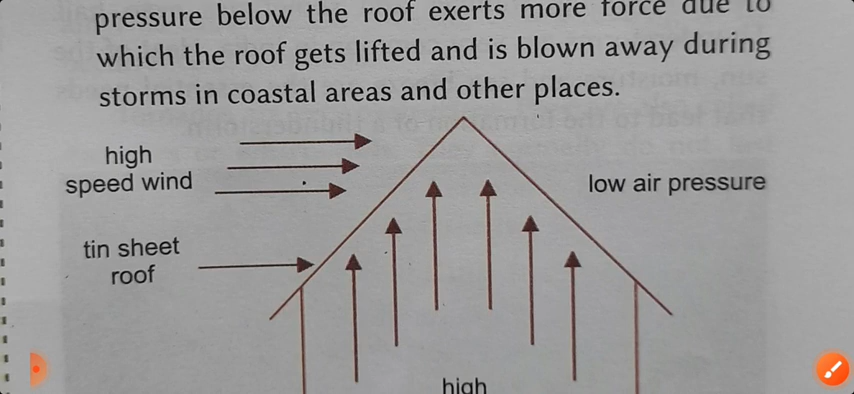 pressure below the roof exerts more force due to
which the roof gets lifted and is blown away during
storms in coastal areas and other places.
high
speed wind
low air pressure
tin sheet
roof
high